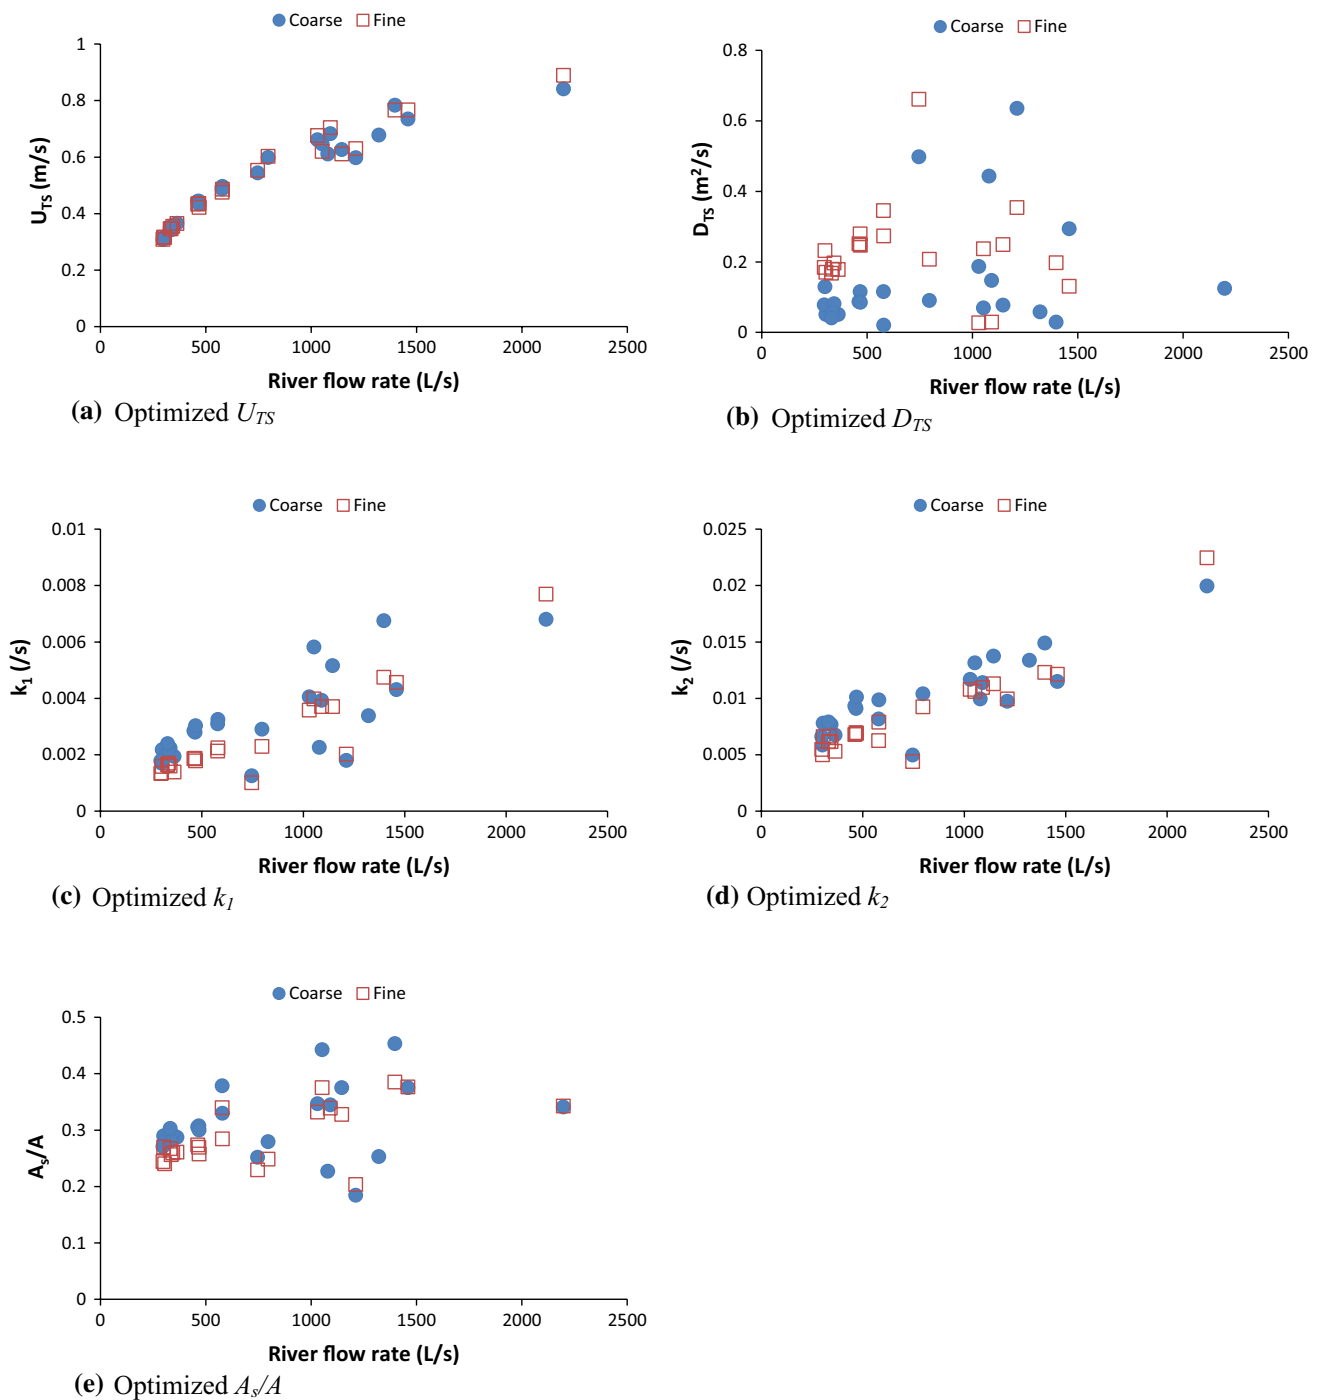 Coarse Fine
1
0.8
0.6
0.4
0.2
0
U_TS (m/s)
0 500 1000 1500 2000 2500
River flow rate (L/s)
(a) Optimized U_TS
Coarse Fine
0.8
0.6
0.4
0.2
0
D_TS (m²/s)
0 500 1000 1500 2000 2500
River flow rate (L/s)
(b) Optimized D_TS
Coarse Fine
0.01
0.008
0.006
0.004
0.002
0
k₁ (/s)
0 500 1000 1500 2000 2500
River flow rate (L/s)
(c) Optimized k₁
Coarse Fine
0.025
0.02
0.015
0.01
0.005
0
k₂ (/s)
0 500 1000 1500 2000 2500
River flow rate (L/s)
(d) Optimized k₂
Coarse Fine
0.5
0.4
0.3
0.2
0.1
0
Aₛ/A
0 500 1000 1500 2000 2500
River flow rate (L/s)
(e) Optimized Aₛ/A